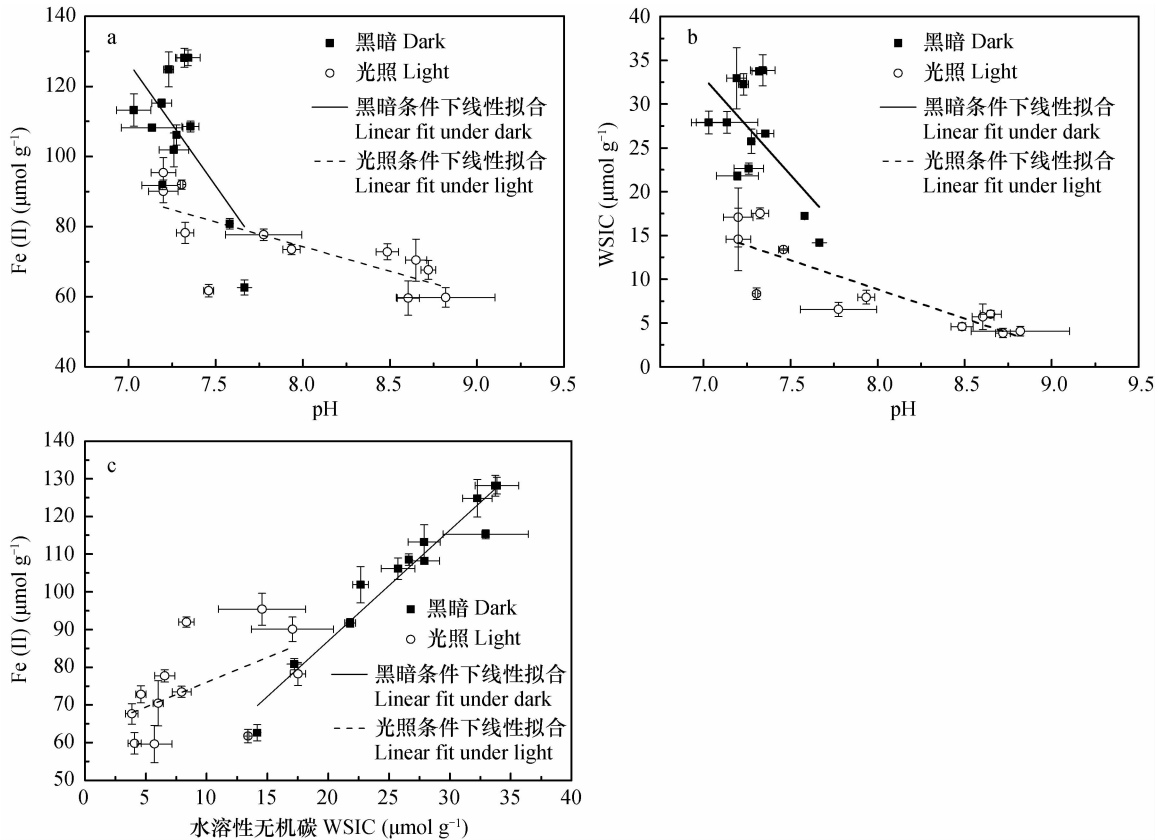 a
黑暗 Dark
光照 Light
黑暗条件下线性拟合
Linear fit under dark
光照条件下线性拟合
Linear fit under light
Fe (II) (μmol g⁻¹)
140
120
100
80
60
40
7.0 7.5 8.0 8.5 9.0 9.5
pH
b
黑暗 Dark
光照 Light
黑暗条件下线性拟合
Linear fit under dark
光照条件下线性拟合
Linear fit under light
WSIC (μmol g⁻¹)
40
35
30
25
20
15
10
5
0
7.0 7.5 8.0 8.5 9.0 9.5
pH
c
黑暗 Dark
光照 Light
黑暗条件下线性拟合
Linear fit under dark
光照条件下线性拟合
Linear fit under light
Fe (II) (μmol g⁻¹)
140
130
120
110
100
90
80
70
60
50
0 5 10 15 20 25 30 35 40
水溶性无机碳 WSIC (μmol g⁻¹)